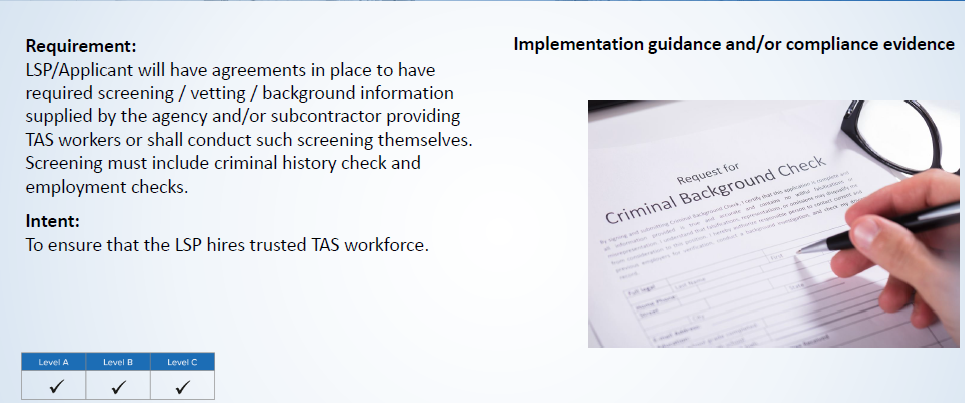 Requirement:
LSP/Applicant will have agreements in place to have
required screening / vetting / background information
supplied by the agency and/or subcontractor providing
TAS workers or shall conduct such screening themselves.
Screening must include criminal history check and
employment checks.
Intent:
To ensure that the LSP hires trusted TAS workforce.
Level A Level B Level C
✓ ✓ ✓
Implementation guidance and/or compliance evidence
Request for
Criminal Background Check